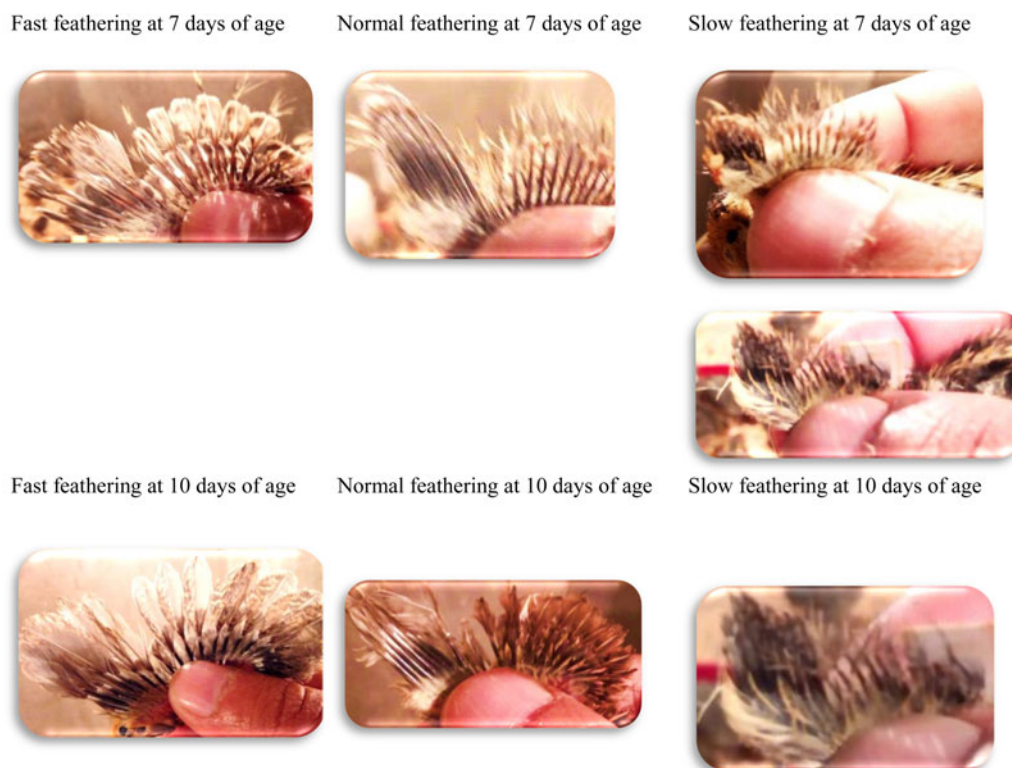 Fast feathering at 7 days of age
Normal feathering at 7 days of age
Slow feathering at 7 days of age
Fast feathering at 10 days of age
Normal feathering at 10 days of age
Slow feathering at 10 days of age